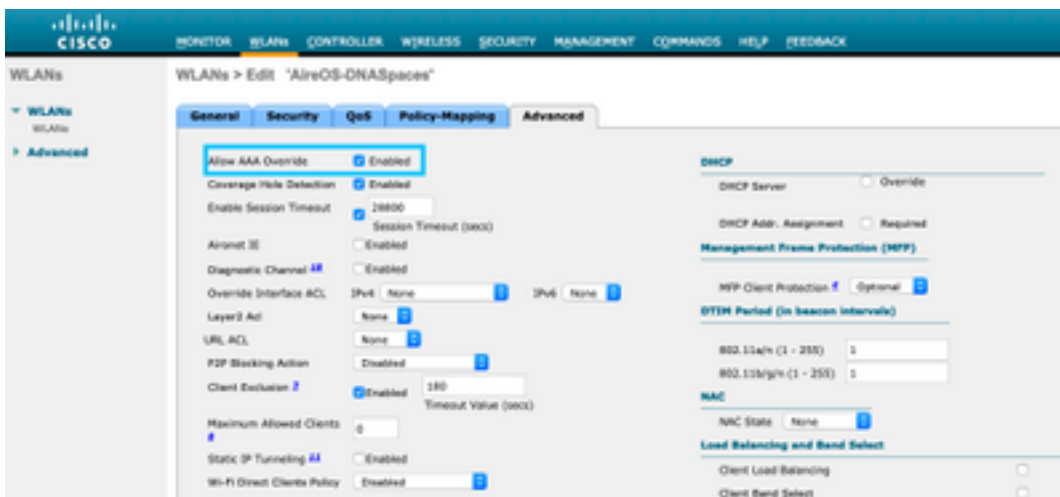 CISCO
MONITOR WLANs CONTROLLER WIRELESS SECURITY MANAGEMENT COMMANDS HELP FEEDBACK
WLANs
WLANs
WLANs
Advanced
WLANs > Edit 'AireOS-DNASpaces'
General Security QoS Policy-Mapping Advanced
Allow AAA Override Enabled
Coverage Hole Detection Enabled
Enable Session Timeout 28800
Session Timeout (secs)
Aironet IE Enabled
Diagnostic Channel 18 Enabled
Override Interface ACL IPv4 None IPv6 None
Layer2 Acl None
URL ACL None
P2P Blocking Action Disabled
Client Exclusion 3 Enabled 180
Timeout Value (secs)
Maximum Allowed Clients 0
Static IP Tunneling 11 Enabled
Wi-Fi Direct Clients Policy Disabled
DHCP
DHCP Server Override
DHCP Addr. Assignment Required
Management Frame Protection (MFP)
MFP Client Protection 4 Optional
DTIM Period (in beacon intervals)
802.11a/n (1 - 255) 1
802.11b/g/n (1 - 255) 1
NAC
NAC State None
Load Balancing and Band Select
Client Load Balancing
Client Band Select